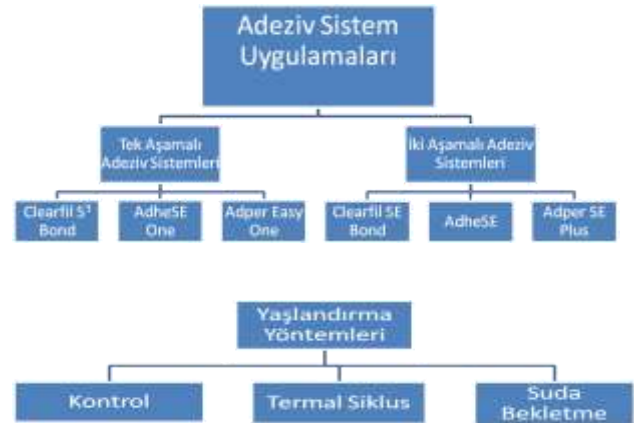 Adeziv Sistem
Uygulamaları
Tek Aşamalı
Adeziv Sistemleri
İki Aşamalı Adeziv
Sistemleri
Clearfil S³
Bond
AdheSE
One
Adper Easy
One
Clearfil SE
Bond
AdheSE
Adper SE
Plus
Yaşlandırma
Yöntemleri
Kontrol
Termal Siklus
Suda
Bekletme